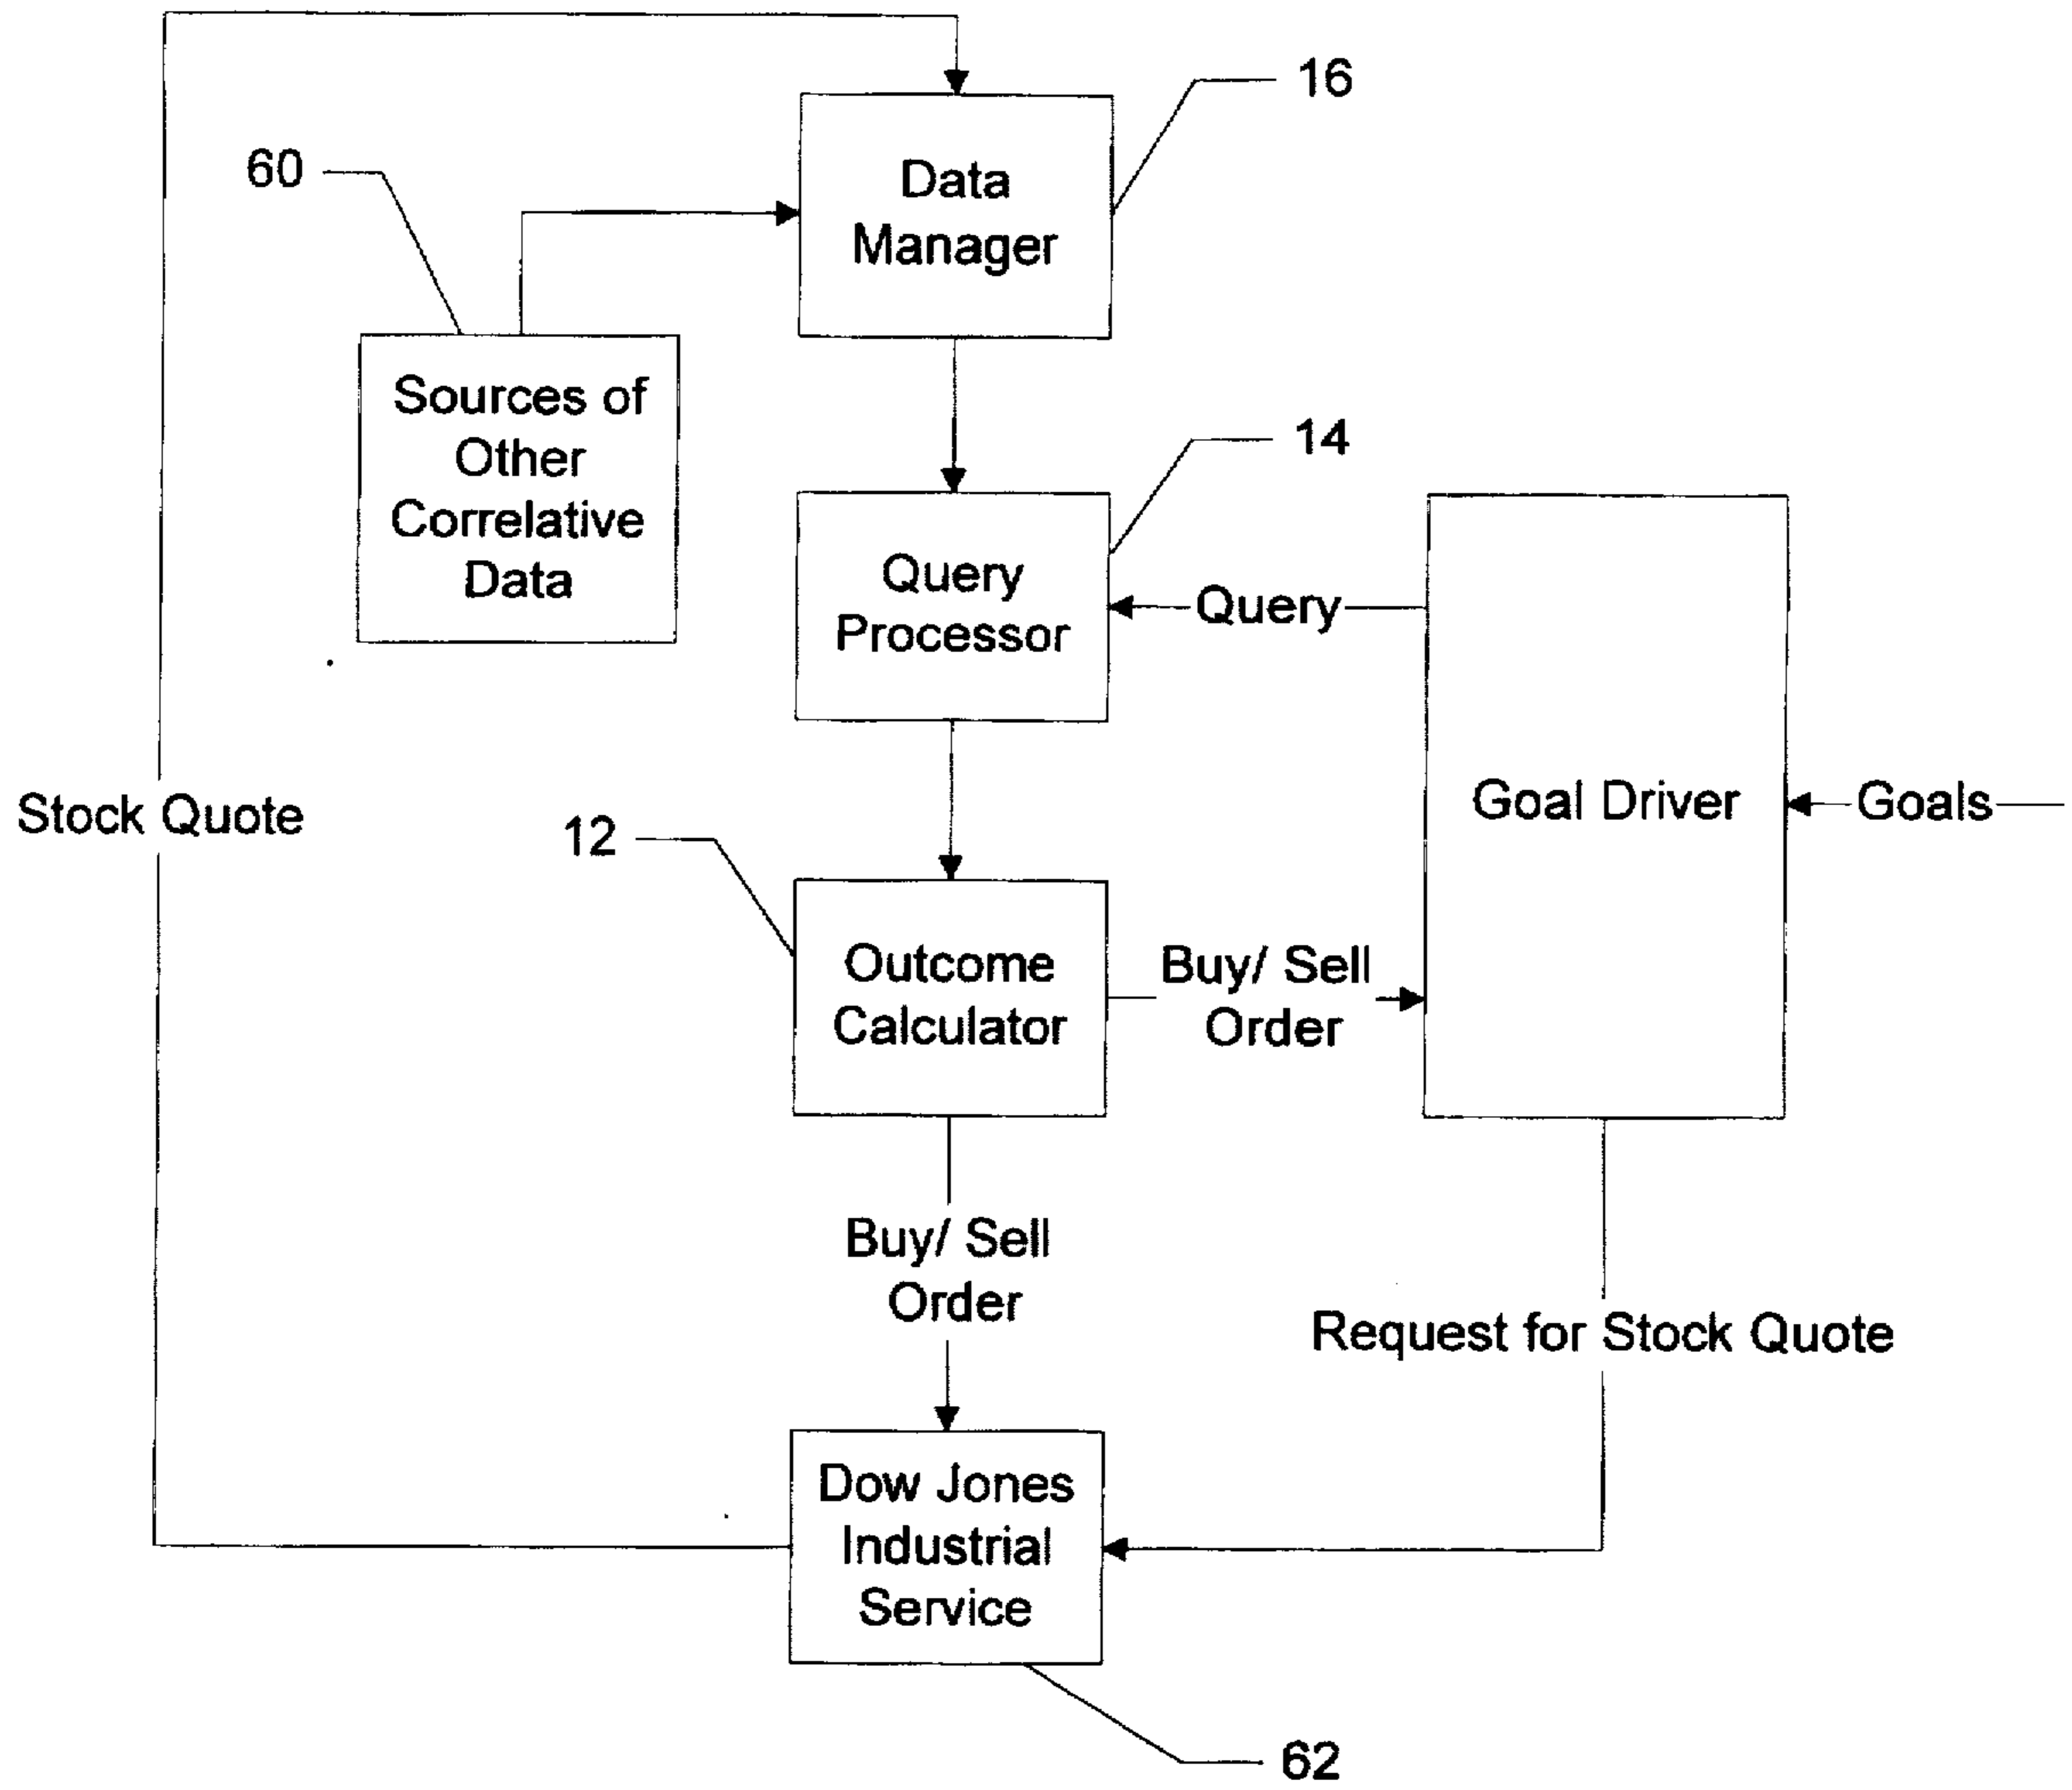 16
60
Data
Manager
Sources of
Other
Correlative
Data
14
Query
Processor
Query
Goal Driver
Goals
Stock Quote
12
Outcome
Calculator
Buy/ Sell
Order
Buy/ Sell
Order
Request for Stock Quote
Dow Jones
Industrial
Service
62